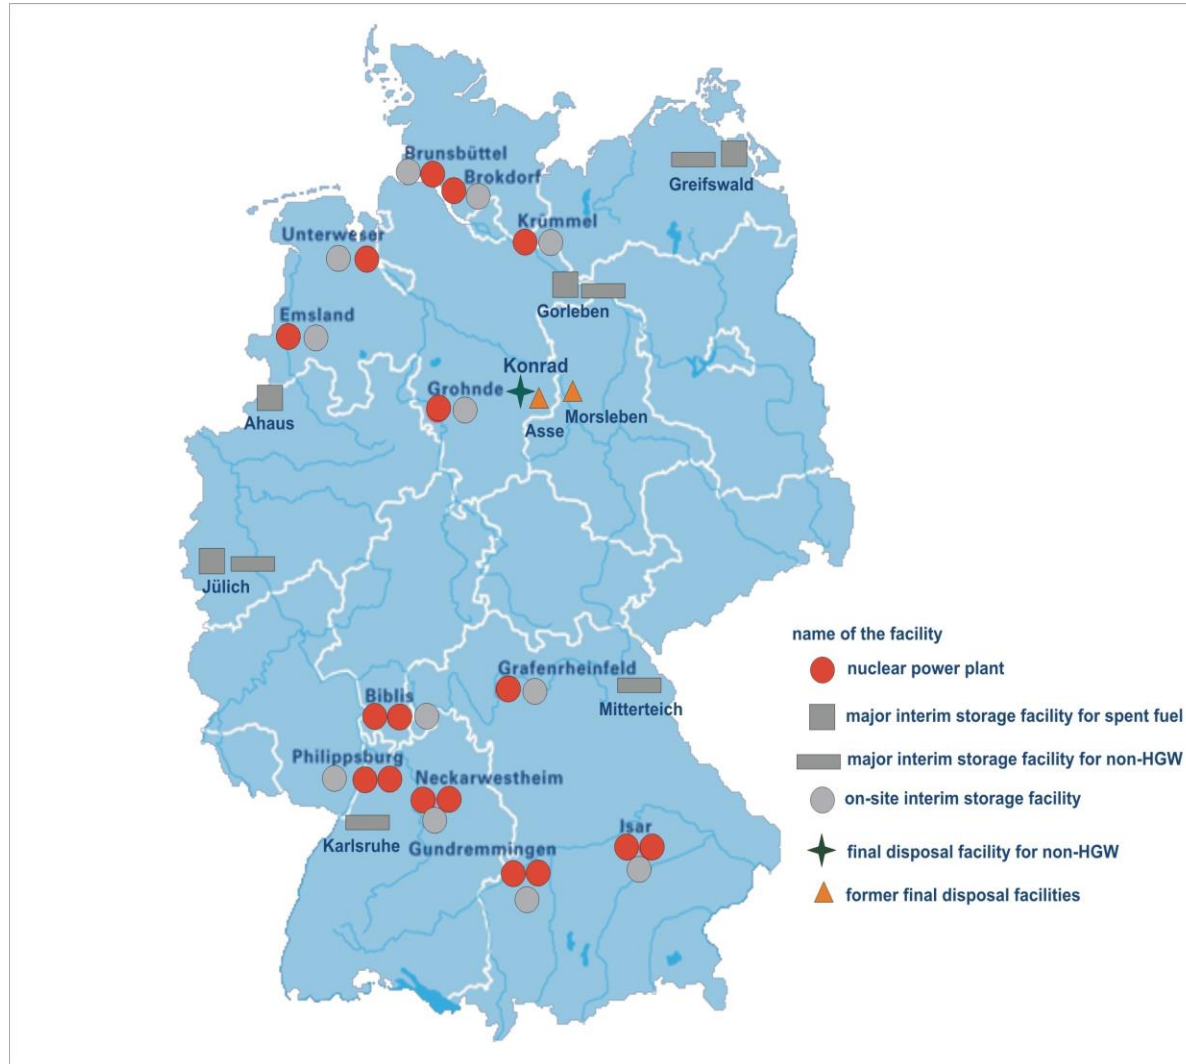 Brunsbüttel
Brokdorf
Greifswald
Krümmel
Unterweser
Gorleben
Emsland
Konrad
Grohnde
Morsleben
Ahaus
Asse
Jülich
name of the facility
nuclear power plant
Grafenrheinfeld
Biblis
Mitterteich
major interim storage facility for spent fuel
Philippsburg
major interim storage facility for non-HGW
Neckarwestheim
on-site interim storage facility
Isar
Karlsruhe
Gundremmingen
final disposal facility for non-HGW
former final disposal facilities